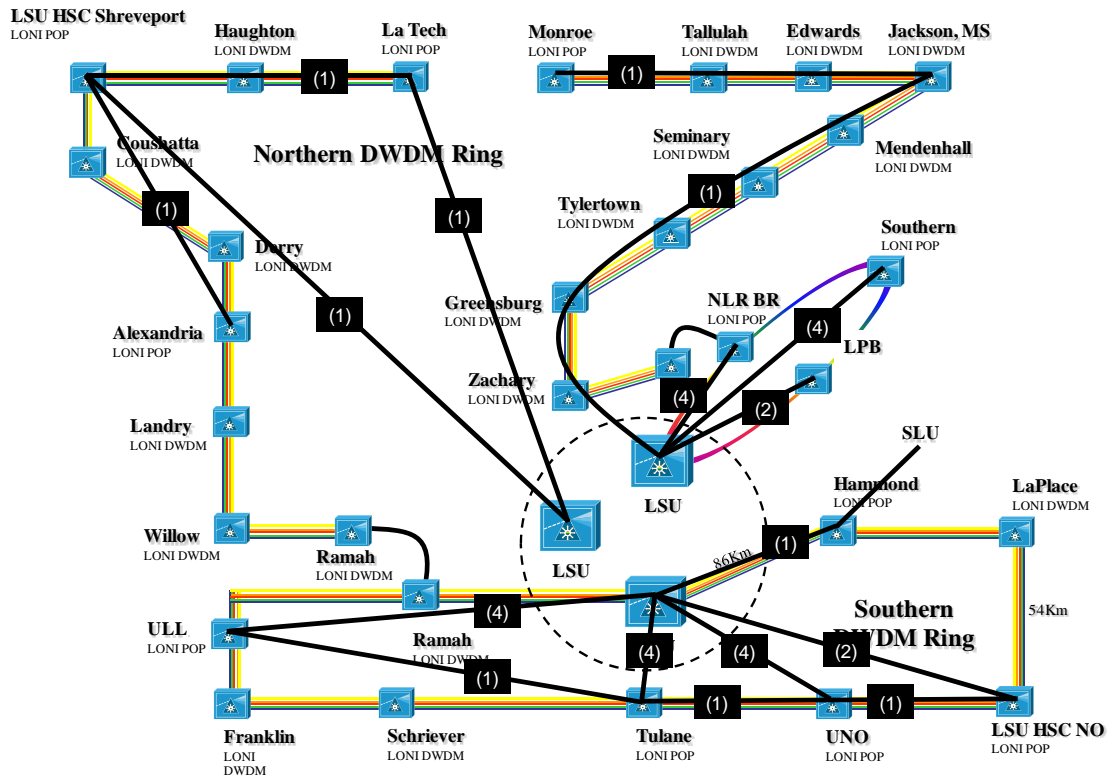 LSU HSC Shreveport
LONI POP
Haughton
LONI DWDM
La Tech
LONI POP
Monroe
LONI POP
Tallulah
LONI DWDM
Edwards
LONI DWDM
Jackson, MS
LONI DWDM
(1)
(1)
Coushatta
LONI DWDM
Northern DWDM Ring
Seminary
LONI DWDM
Mendenhall
LONI DWDM
(1)
(1)
(1)
Tylertown
LONI DWDM
Southern
LONI POP
Derry
LONI DWDM
Greensburg
LONI DWDM
NLR BR
LONI POP
(1)
(4)
Alexandria
LONI POP
LPB
Zachary
LONI DWDM
(4)
(2)
Landry
LONI DWDM
SLU
LSU
Hammond
LONI POP
LaPlace
LONI DWDM
Willow
LONI DWDM
Ramah
LONI DWDM
LSU
86Km
(1)
(4)
Southern
DWDM Ring
54Km
ULL
LONI POP
Ramah
LONI DWDM
(4)
(4)
(2)
(1)
(1)
(1)
Franklin
LONI
DWDM
Schriever
LONI DWDM
Tulane
LONI POP
UNO
LONI POP
LSU HSC NO
LONI POP